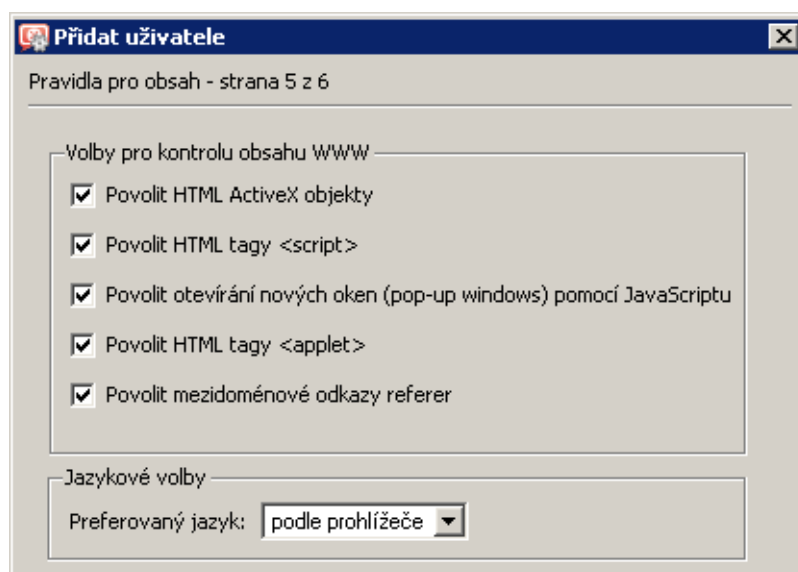 Přidat uživatele
Pravidla pro obsah - strana 5 z 6
Volby pro kontrolu obsahu WWW
Povolit HTML ActiveX objekty
Povolit HTML tagy <script>
Povolit otevírání nových oken (pop-up windows) pomocí JavaScriptu
Povolit HTML tagy <applet>
Povolit mezidoménové odkazy referer
Jazykové volby
Preferovaný jazyk: podle prohlížeče